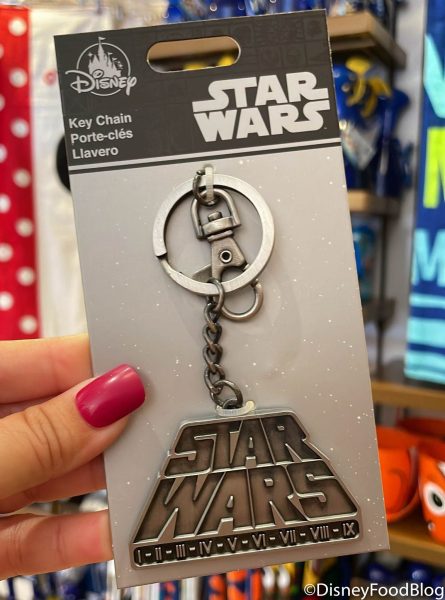 Disney
Key Chain
Porte-clés
Llavero
STAR
WARS
STAR
WARS
I - II - III - IV - V - VI - VII - VIII - IX
©DisneyFoodBlog